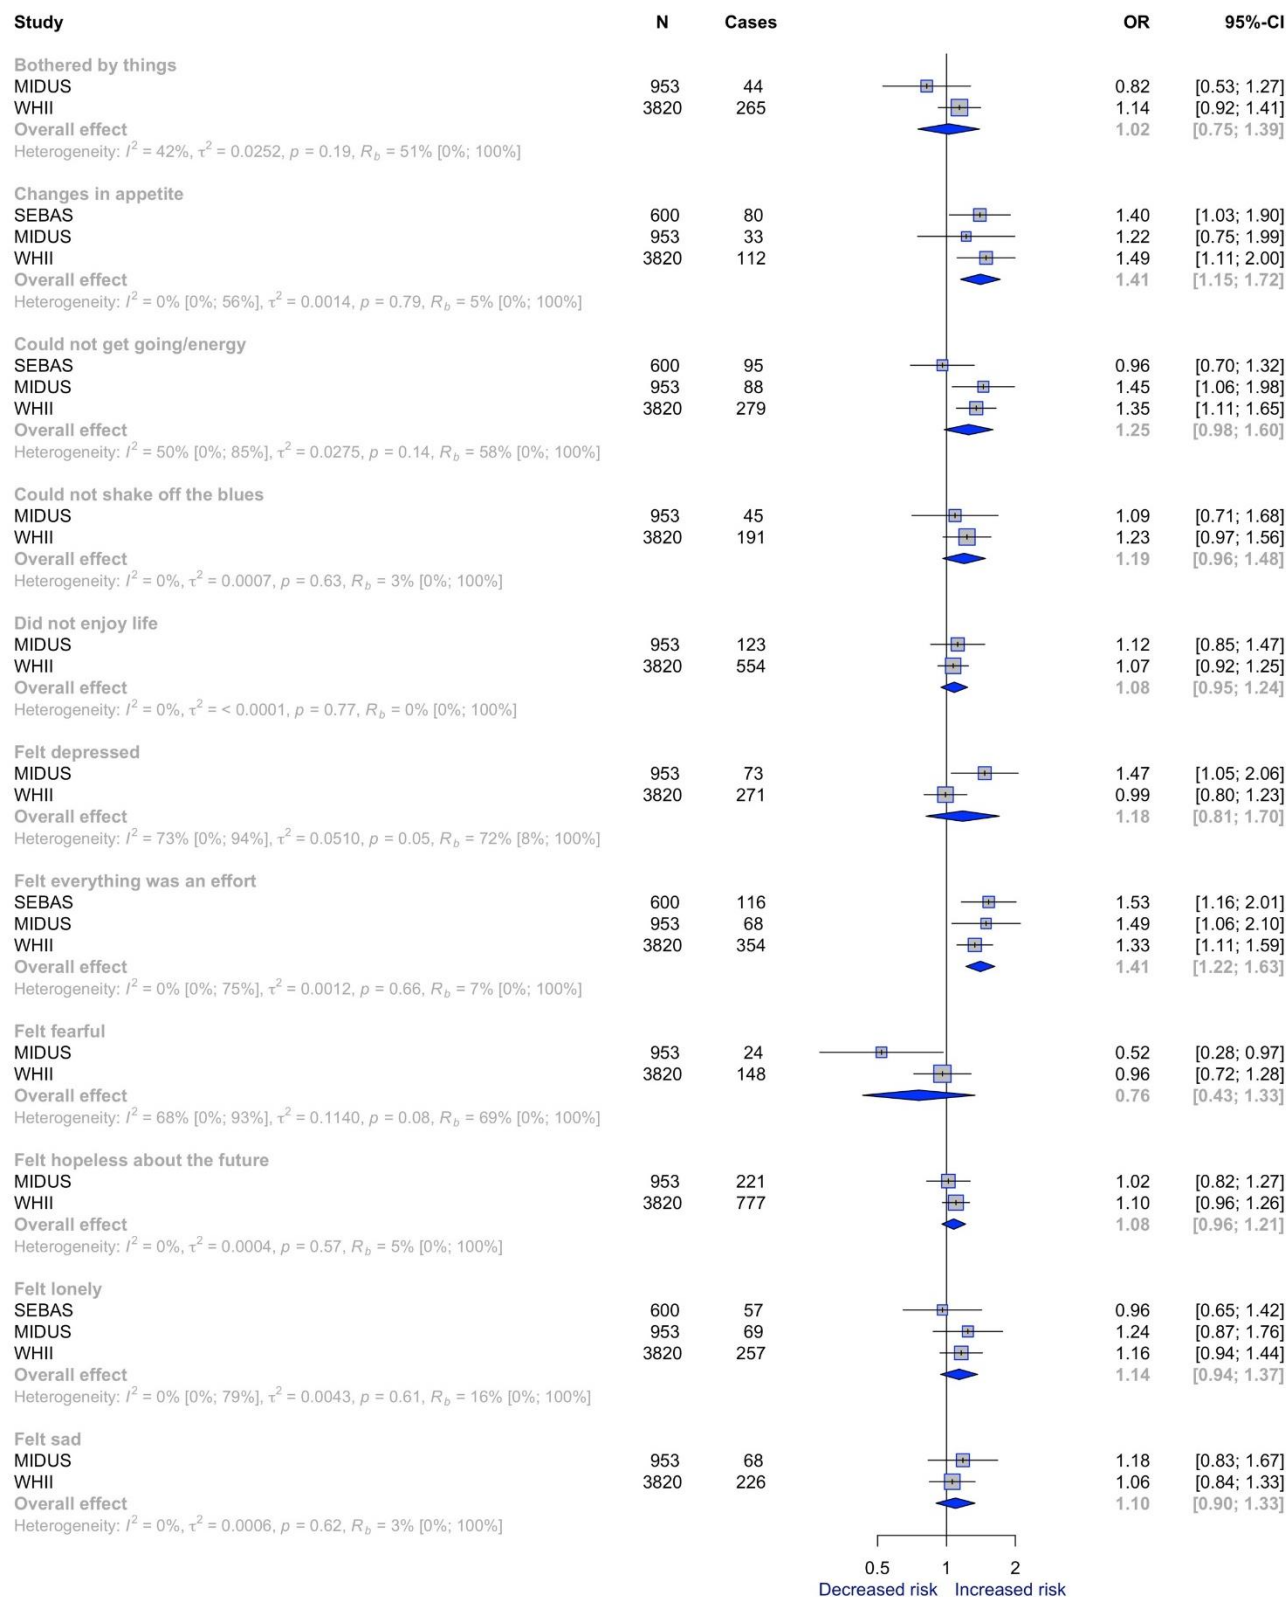 Study N Cases OR 95%-CI
Bothered by things
MIDUS 953 44 0.82 [0.53; 1.27]
WHII 3820 265 1.14 [0.92; 1.41]
Overall effect 1.02 [0.75; 1.39]
Heterogeneity: I² = 42%, τ² = 0.0252, p = 0.19, R_b = 51% [0%; 100%]
Changes in appetite
SEBAS 600 80 1.40 [1.03; 1.90]
MIDUS 953 33 1.22 [0.75; 1.99]
WHII 3820 112 1.49 [1.11; 2.00]
Overall effect 1.41 [1.15; 1.72]
Heterogeneity: I² = 0% [0%; 56%], τ² = 0.0014, p = 0.79, R_b = 5% [0%; 100%]
Could not get going/energy
SEBAS 600 95 0.96 [0.70; 1.32]
MIDUS 953 88 1.45 [1.06; 1.98]
WHII 3820 279 1.35 [1.11; 1.65]
Overall effect 1.25 [0.98; 1.60]
Heterogeneity: I² = 50% [0%; 85%], τ² = 0.0275, p = 0.14, R_b = 58% [0%; 100%]
Could not shake off the blues
MIDUS 953 45 1.09 [0.71; 1.68]
WHII 3820 191 1.23 [0.97; 1.56]
Overall effect 1.19 [0.96; 1.48]
Heterogeneity: I² = 0%, τ² = 0.0007, p = 0.63, R_b = 3% [0%; 100%]
Did not enjoy life
MIDUS 953 123 1.12 [0.85; 1.47]
WHII 3820 554 1.07 [0.92; 1.25]
Overall effect 1.08 [0.95; 1.24]
Heterogeneity: I² = 0%, τ² = < 0.0001, p = 0.77, R_b = 0% [0%; 100%]
Felt depressed
MIDUS 953 73 1.47 [1.05; 2.06]
WHII 3820 271 0.99 [0.80; 1.23]
Overall effect 1.18 [0.81; 1.70]
Heterogeneity: I² = 73% [0%; 94%], τ² = 0.0510, p = 0.05, R_b = 72% [8%; 100%]
Felt everything was an effort
SEBAS 600 116 1.53 [1.16; 2.01]
MIDUS 953 68 1.49 [1.06; 2.10]
WHII 3820 354 1.33 [1.11; 1.59]
Overall effect 1.41 [1.22; 1.63]
Heterogeneity: I² = 0% [0%; 75%], τ² = 0.0012, p = 0.66, R_b = 7% [0%; 100%]
Felt fearful
MIDUS 953 24 0.52 [0.28; 0.97]
WHII 3820 148 0.96 [0.72; 1.28]
Overall effect 0.76 [0.43; 1.33]
Heterogeneity: I² = 68% [0%; 93%], τ² = 0.1140, p = 0.08, R_b = 69% [0%; 100%]
Felt hopeless about the future
MIDUS 953 221 1.02 [0.82; 1.27]
WHII 3820 777 1.10 [0.96; 1.26]
Overall effect 1.08 [0.96; 1.21]
Heterogeneity: I² = 0%, τ² = 0.0004, p = 0.57, R_b = 5% [0%; 100%]
Felt lonely
SEBAS 600 57 0.96 [0.65; 1.42]
MIDUS 953 69 1.24 [0.87; 1.76]
WHII 3820 257 1.16 [0.94; 1.44]
Overall effect 1.14 [0.94; 1.37]
Heterogeneity: I² = 0% [0%; 79%], τ² = 0.0043, p = 0.61, R_b = 16% [0%; 100%]
Felt sad
MIDUS 953 68 1.18 [0.83; 1.67]
WHII 3820 226 1.06 [0.84; 1.33]
Overall effect 1.10 [0.90; 1.33]
Heterogeneity: I² = 0%, τ² = 0.0006, p = 0.62, R_b = 3% [0%; 100%]
0.5 1 2
Decreased risk Increased risk